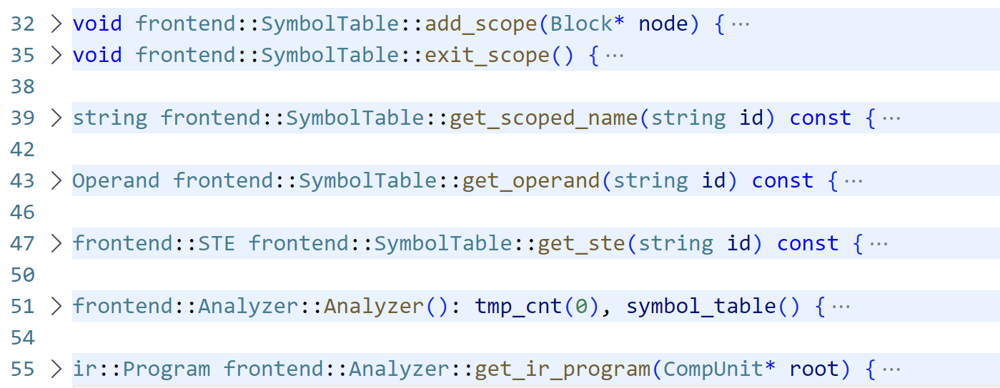 32 > void frontend::SymbolTable::add_scope(Block* node) { ···
35 > void frontend::SymbolTable::exit_scope() { ···
38
39 > string frontend::SymbolTable::get_scoped_name(string id) const { ···
42
43 > Operand frontend::SymbolTable::get_operand(string id) const { ···
46
47 > frontend::STE frontend::SymbolTable::get_ste(string id) const { ···
50
51 > frontend::Analyzer::Analyzer(): tmp_cnt(0), symbol_table() { ···
54
55 > ir::Program frontend::Analyzer::get_ir_program(CompUnit* root) { ···